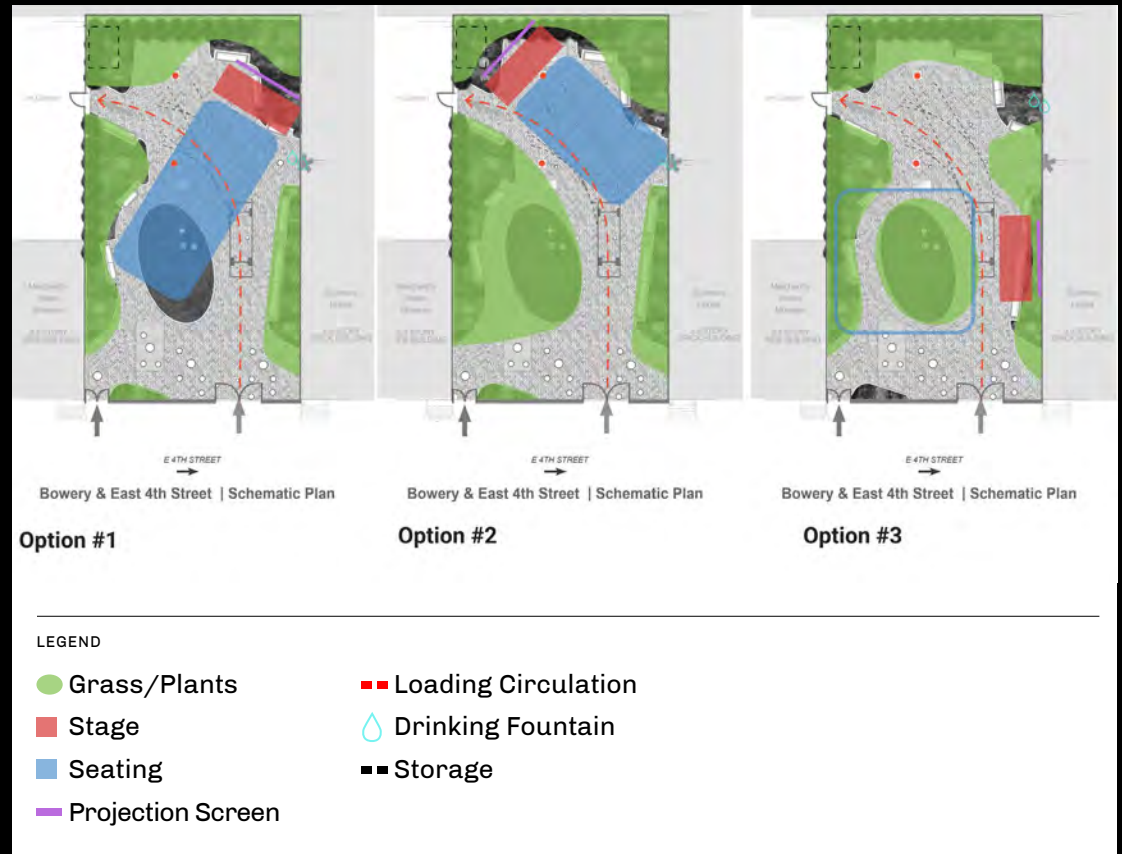 E 4TH STREET
E 4TH STREET
E 4TH STREET
Bowery & East 4th Street | Schematic Plan
Bowery & East 4th Street | Schematic Plan
Bowery & East 4th Street | Schematic Plan
Option #1
Option #2
Option #3
LEGEND
Grass/Plants
Stage
Seating
Projection Screen
Loading Circulation
Drinking Fountain
Storage